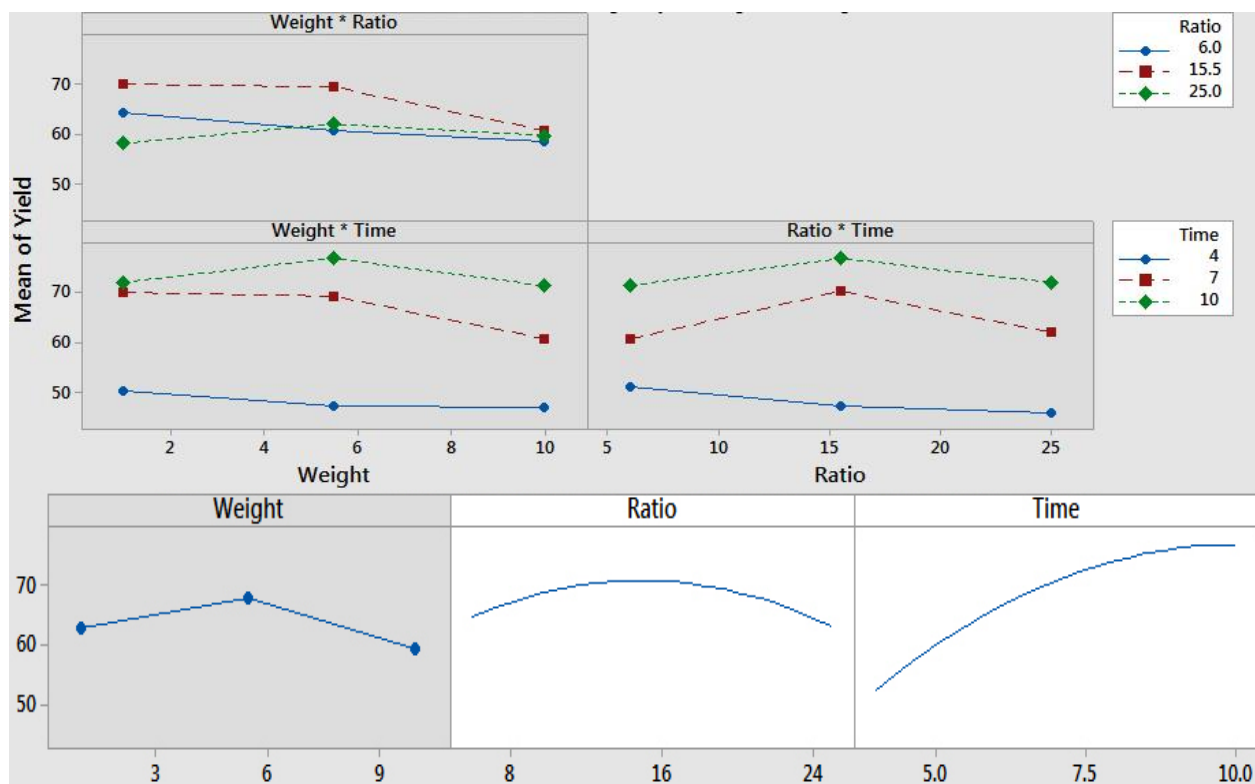 Weight * Ratio
Ratio
6.0
15.5
25.0
70
60
50
Mean of Yield
Weight * Time
Ratio * Time
Time
4
7
10
70
60
50
2 4 6 8 10
5 10 15 20 25
Weight
Ratio
Weight
Ratio
Time
70
60
50
3 6 9
8 16 24
5.0 7.5 10.0